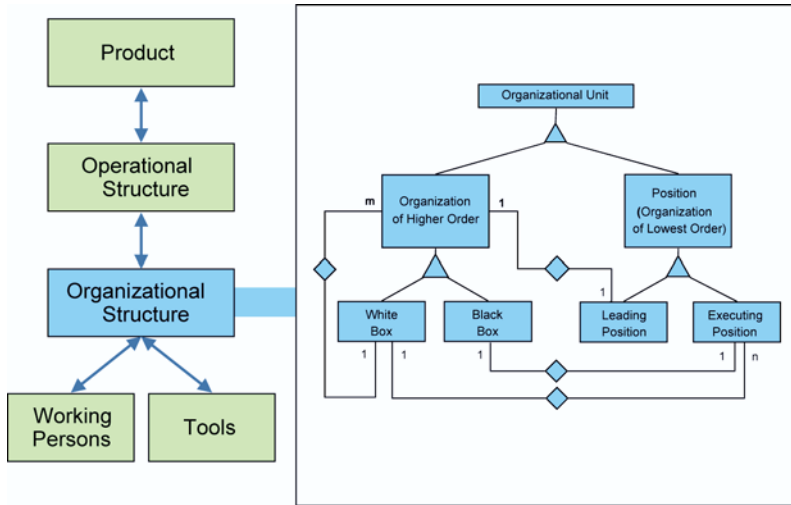 Product
Operational
Structure
Organizational
Structure
Working
Persons
Tools
Organizational Unit
Organization
of Higher Order
Position
(Organization
of Lowest Order)
m
1
1
White
Box
Black
Box
Leading
Position
Executing
Position
1
1
1
1
n